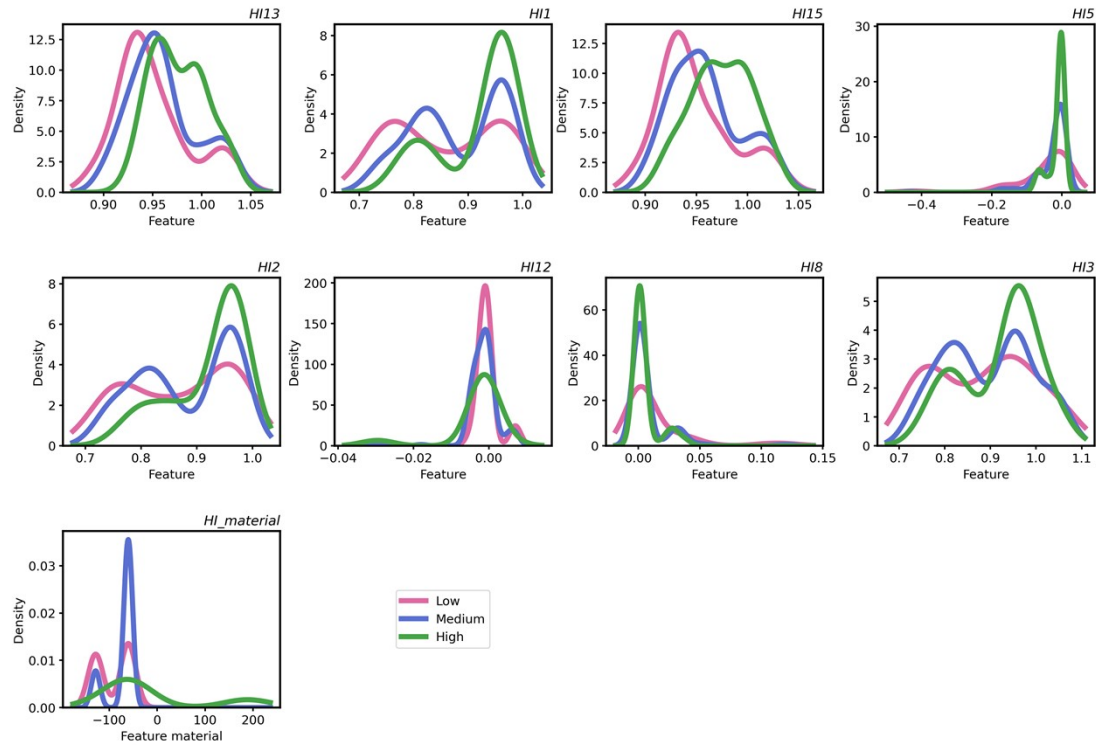 HI13
HI1
HI15
HI5
Density
12.5
10.0
7.5
5.0
2.5
0.0
0.90 0.95 1.00 1.05
Feature
Density
8
6
4
2
0
0.7 0.8 0.9 1.0
Feature
Density
12.5
10.0
7.5
5.0
2.5
0.0
0.90 0.95 1.00 1.05
Feature
Density
30
20
10
0
−0.4 −0.2 0.0
Feature
HI2
HI12
HI8
HI3
Density
8
6
4
2
0
0.7 0.8 0.9 1.0
Feature
Density
200
150
100
50
0
−0.04 −0.02 0.00
Feature
Density
60
40
20
0
0.00 0.05 0.10 0.15
Feature
Density
5
4
3
2
1
0
0.7 0.8 0.9 1.0 1.1
Feature
HI_material
Density
0.03
0.02
0.01
0.00
−100 0 100 200
Feature material
Low
Medium
High